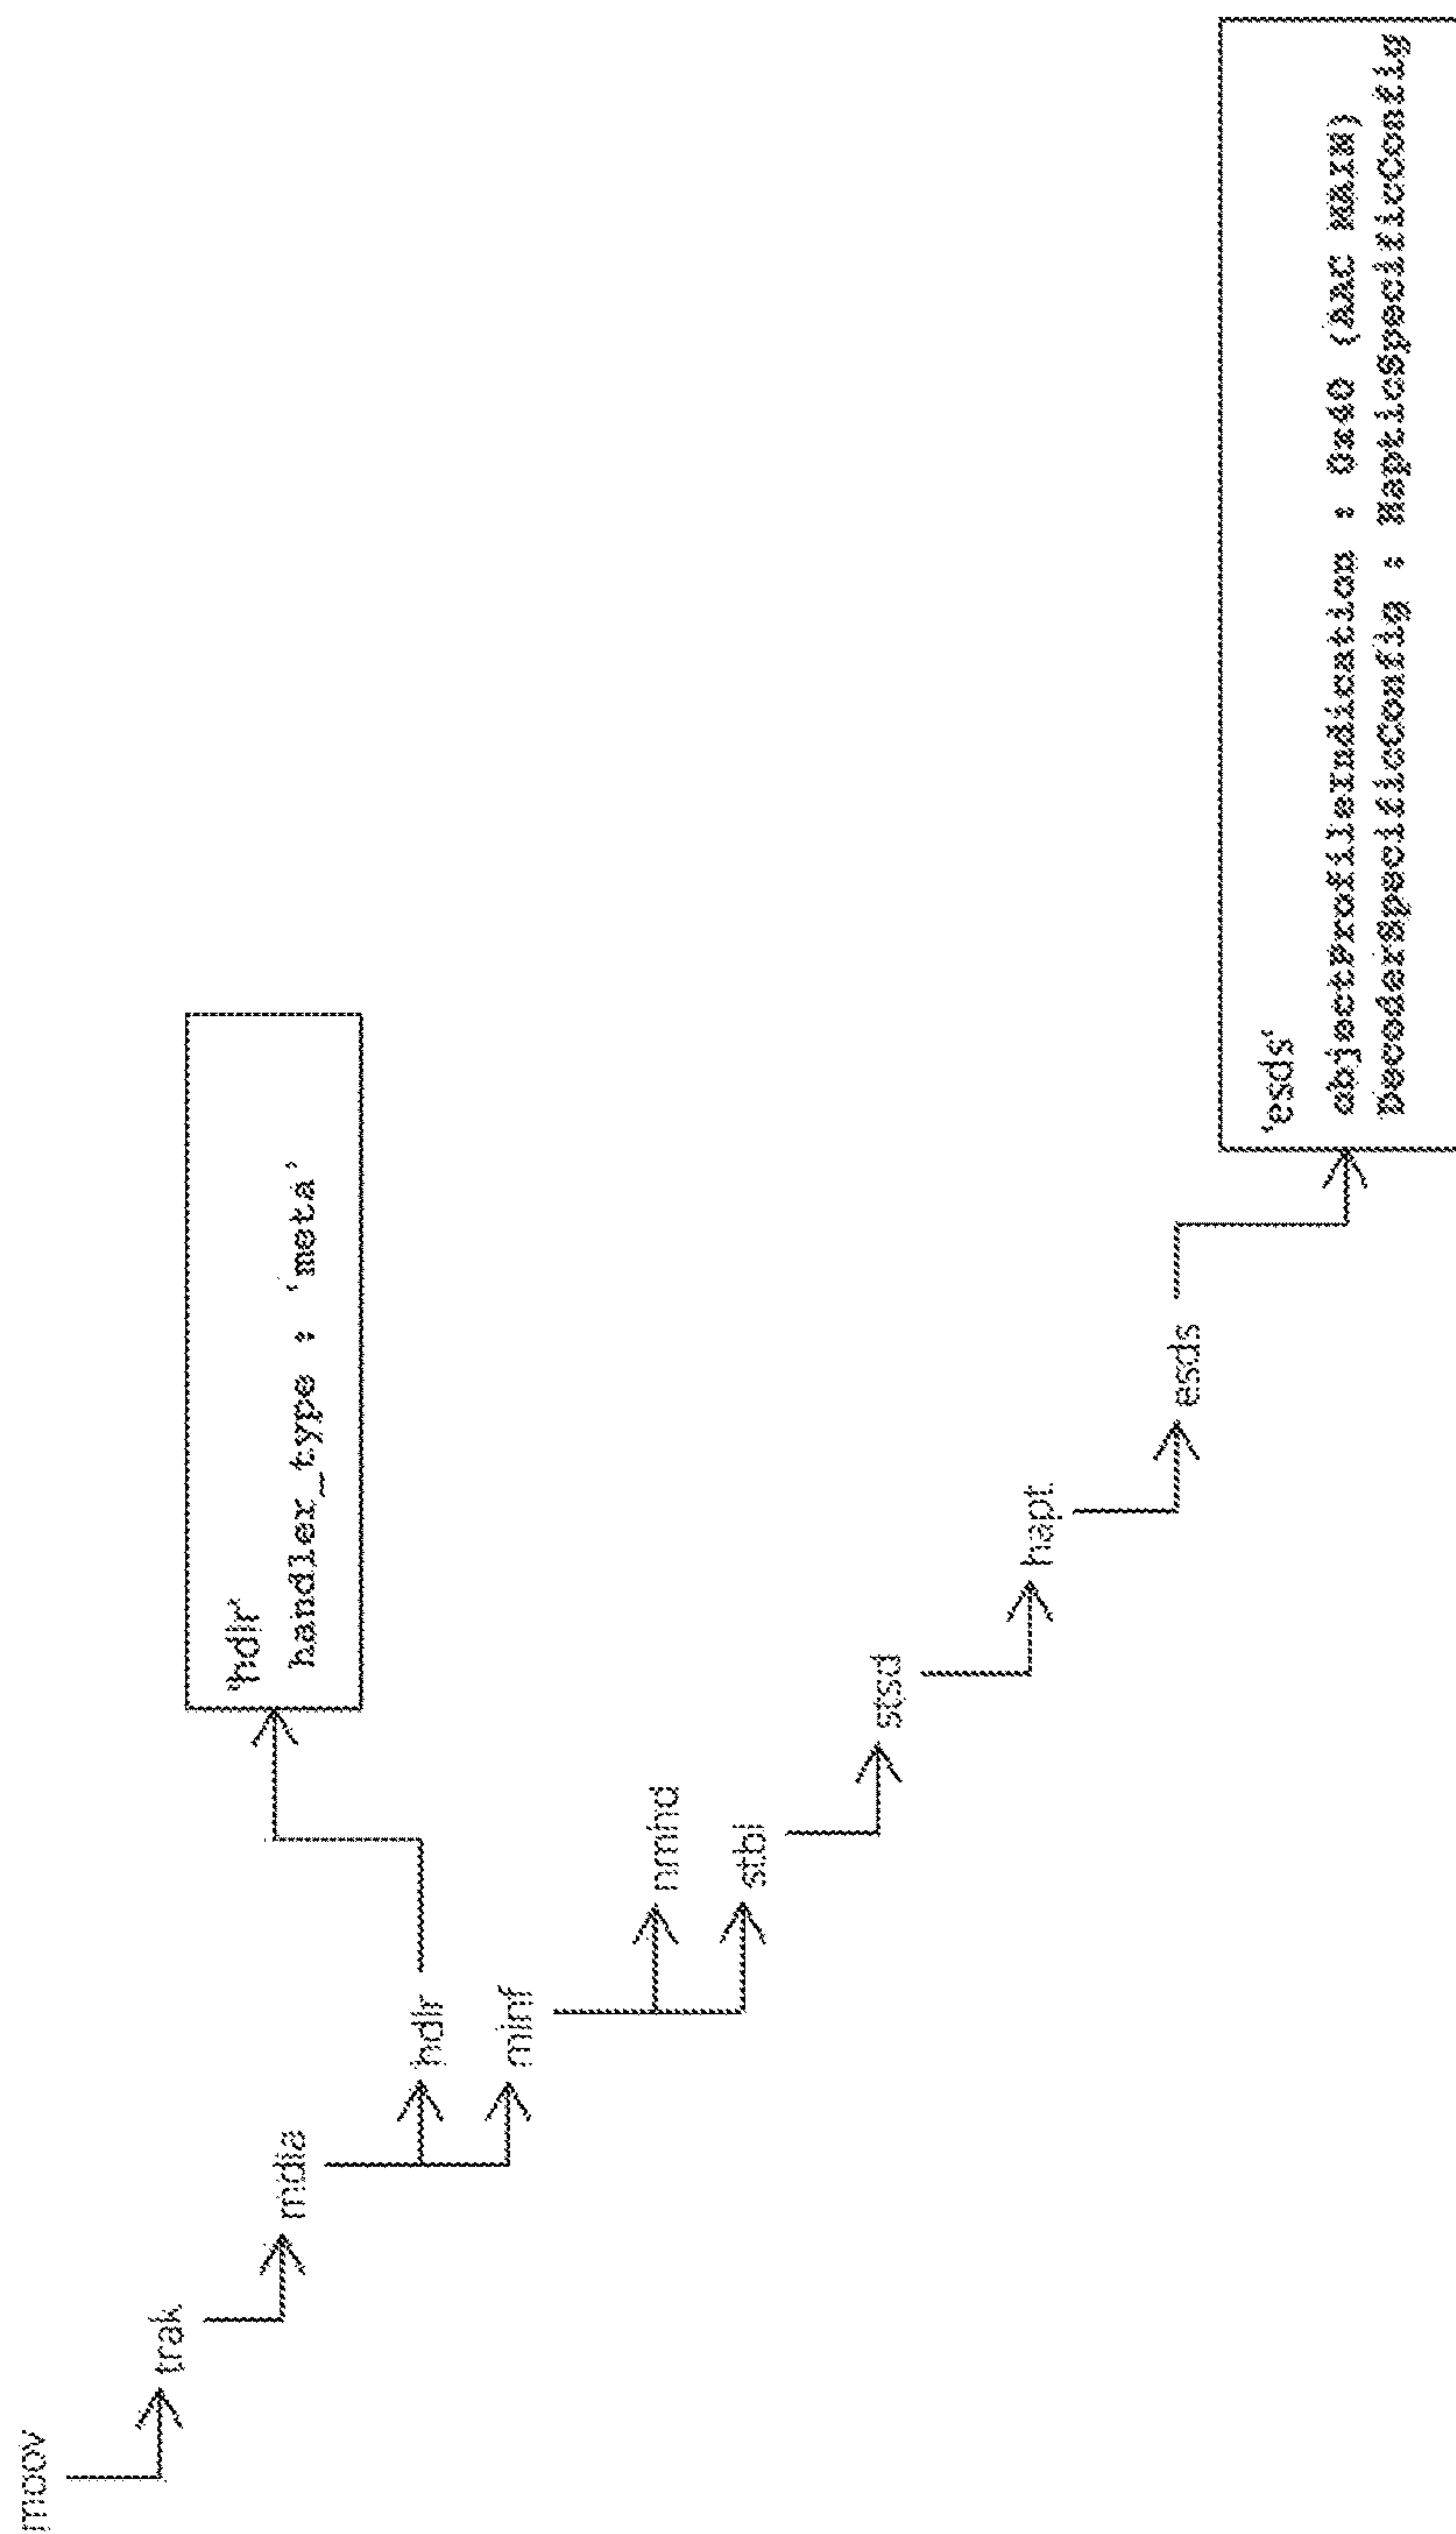 moov
trak
mdia
hdlr
'hdlr'
handler_type : 'meta'
minf
nmhd
stbl
stsd
hapt
esds
'esds'
objectProfileIndication : 0x40 (AAC MAIN)
DecoderSpecificConfig : HapticSpecificConfig